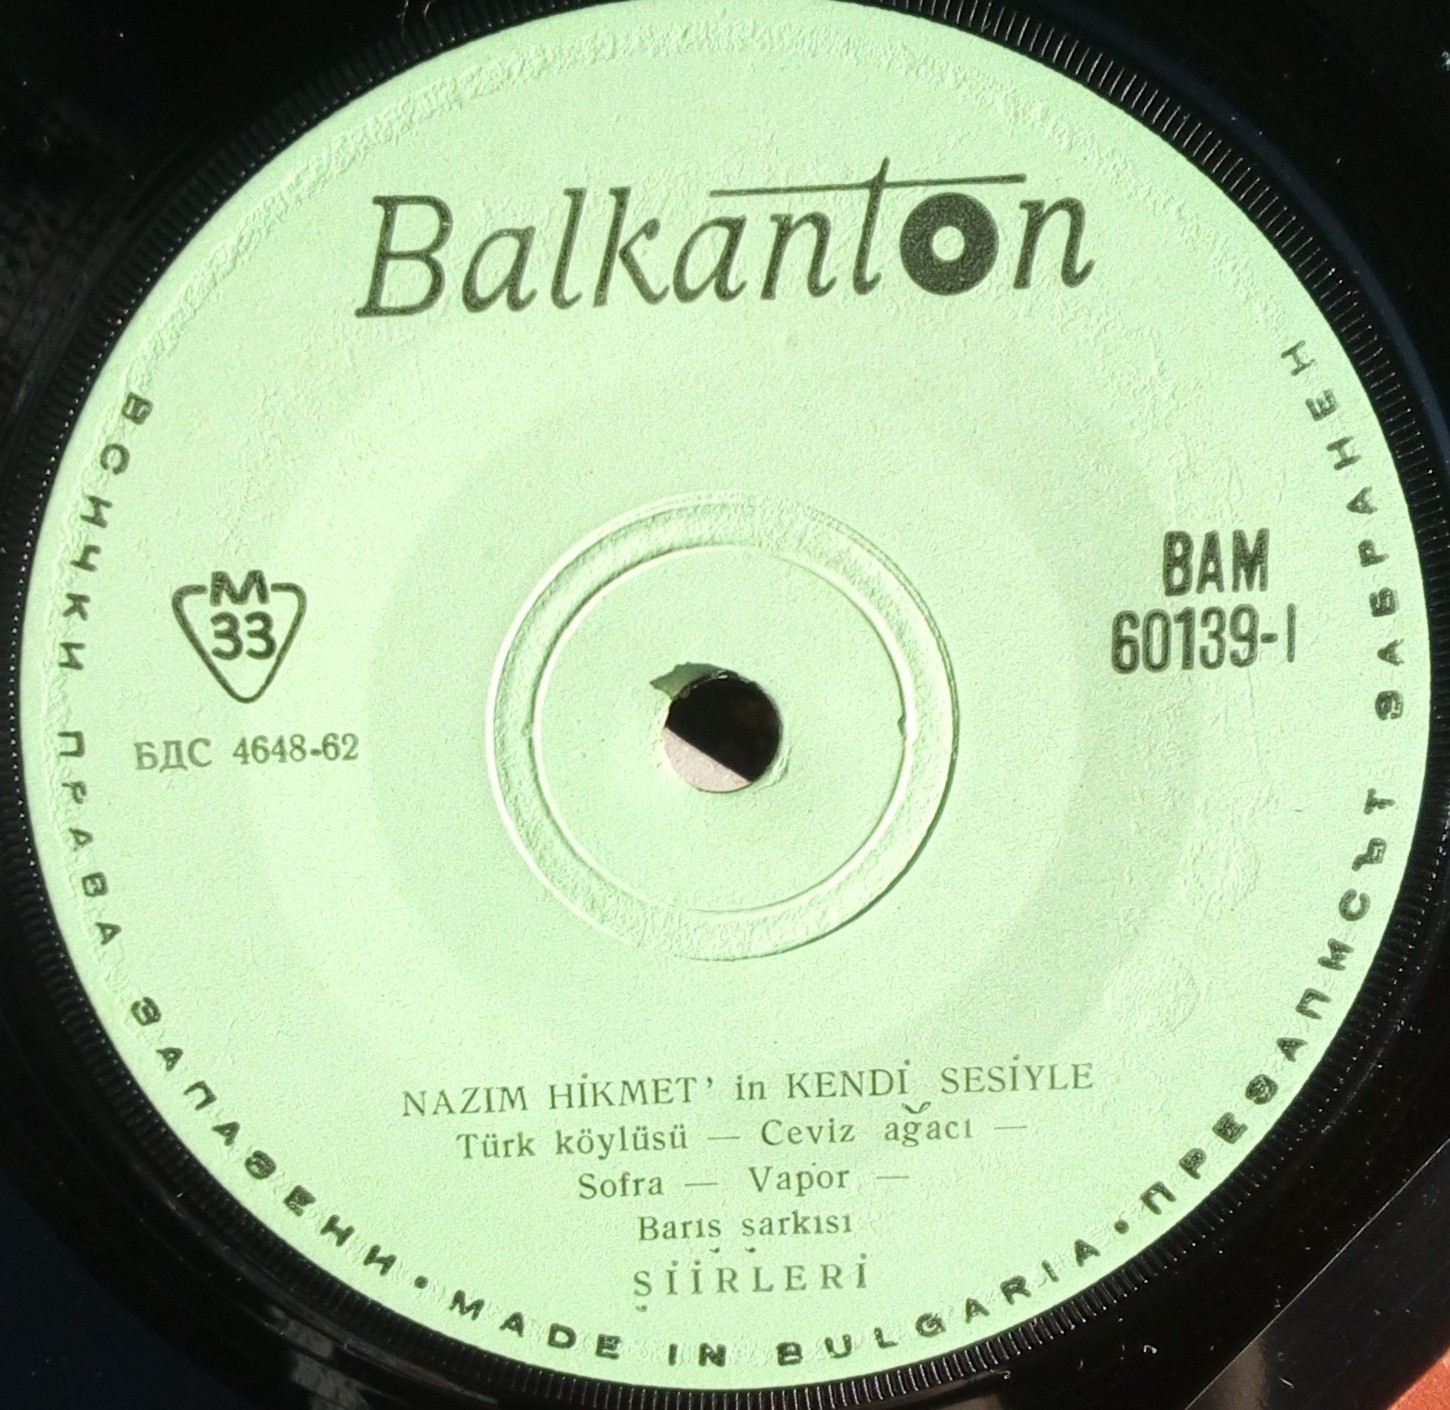 Balkanton
M
33
БДС 4648-62
BAM
60139-I
NAZIM HİKMET' in KENDİ SESİYLE
Türk köylüsü — Ceviz ağacı —
Sofra — Vapor —
Barış şarkısı
ŞİİRLERİ
ВСИЧКИ ПРАВА ЗАПАЗЕНИ • MADE IN BULGARIA • ПРЕЗАПИСЪТ ЗАБРАНЕН